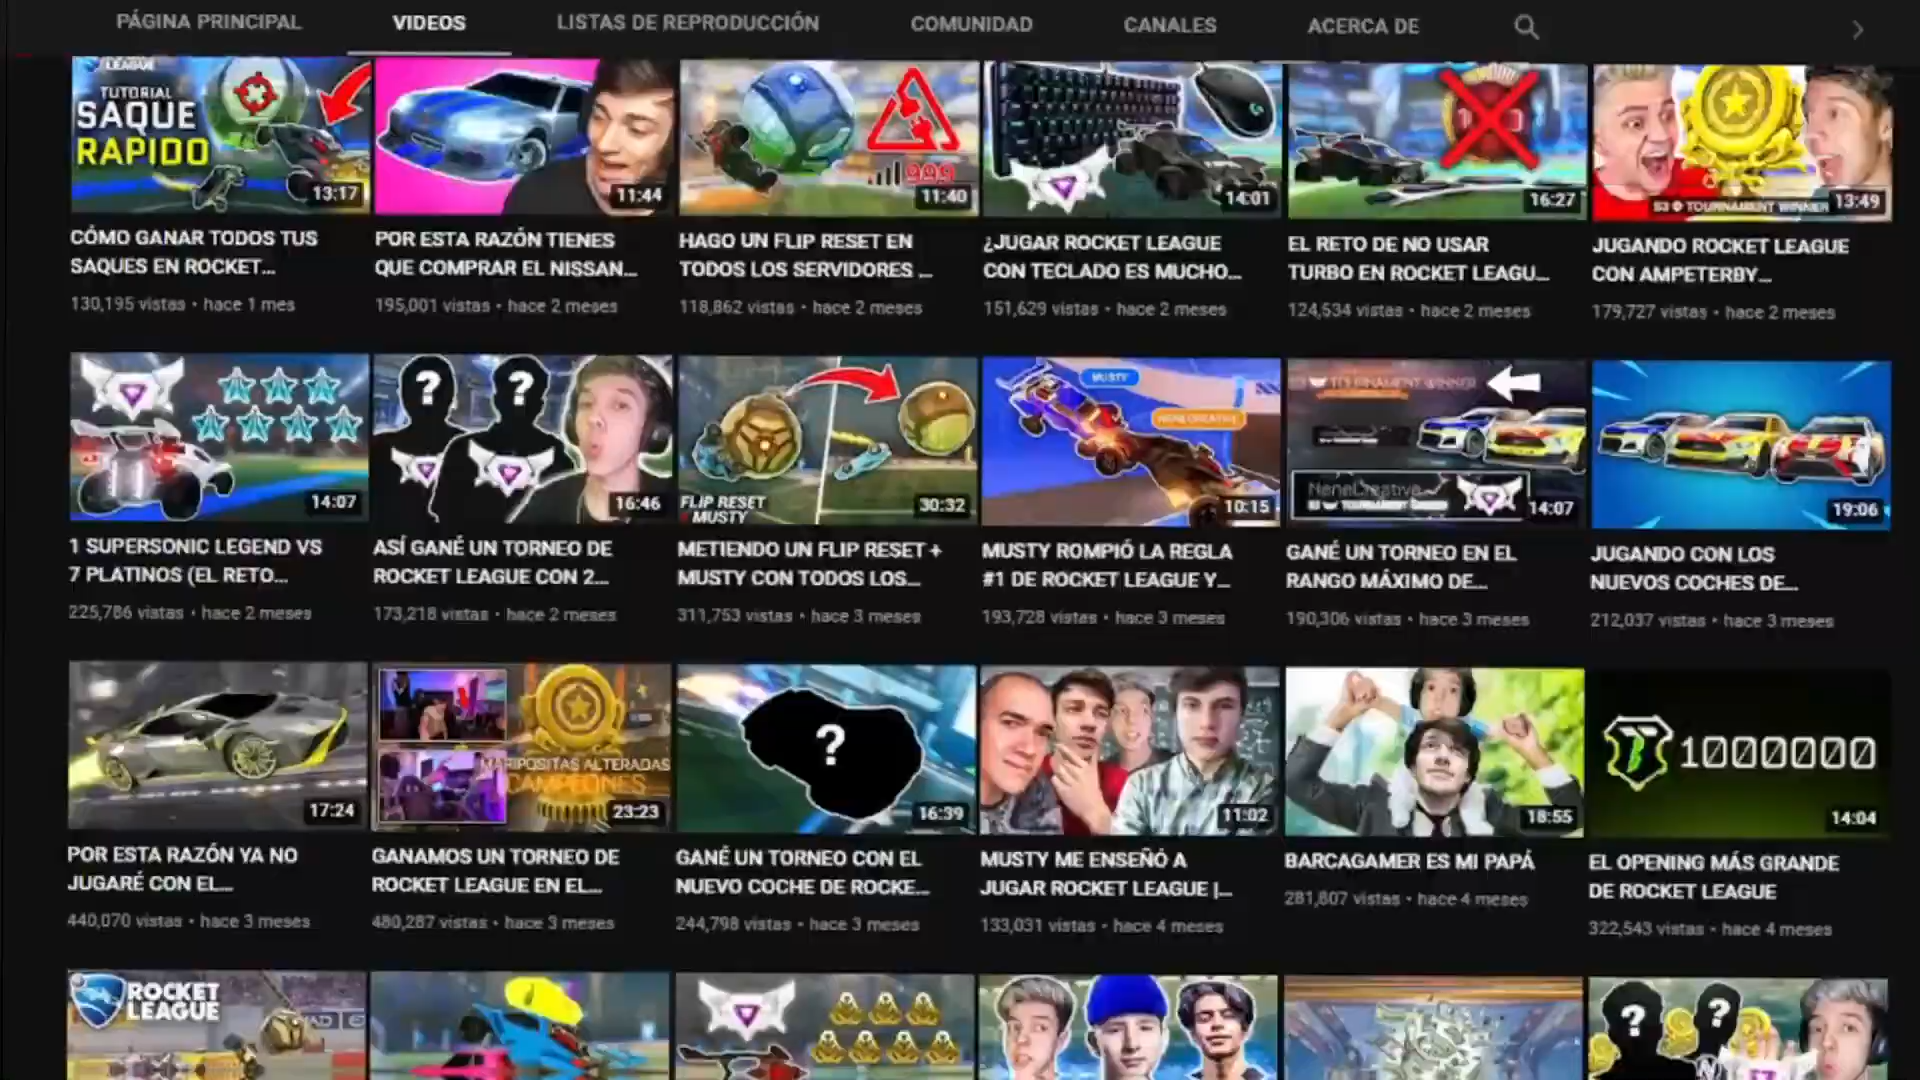 PÁGINA PRINCIPAL
VIDEOS
LISTAS DE REPRODUCCIÓN
COMUNIDAD
CANALES
ACERCA DE
LEAGUE
TUTORIAL
SAQUE
RAPIDO
13:17
11:44
999
11:40
14:01
16:27
S3 TOURNAMENT WINNER
13:49
CÓMO GANAR TODOS TUS
SAQUES EN ROCKET...
130,195 vistas • hace 1 mes
POR ESTA RAZÓN TIENES
QUE COMPRAR EL NISSAN...
195,001 vistas • hace 2 meses
HAGO UN FLIP RESET EN
TODOS LOS SERVIDORES ...
118,862 vistas • hace 2 meses
¿JUGAR ROCKET LEAGUE
CON TECLADO ES MUCHO...
151,629 vistas • hace 2 meses
EL RETO DE NO USAR
TURBO EN ROCKET LEAGU...
124,534 vistas • hace 2 meses
JUGANDO ROCKET LEAGUE
CON AMPETERBY...
179,727 vistas • hace 2 meses
14:07
? ?
16:46
FLIP RESET
+ MUSTY
30:32
MUSTY
NENECREATIVE
10:15
TOURNAMENT WINNER
NeneCreative
14:07
19:06
1 SUPERSONIC LEGEND VS
7 PLATINOS (EL RETO...
225,786 vistas • hace 2 meses
ASÍ GANÉ UN TORNEO DE
ROCKET LEAGUE CON 2...
173,218 vistas • hace 2 meses
METIENDO UN FLIP RESET +
MUSTY CON TODOS LOS...
311,753 vistas • hace 3 meses
MUSTY ROMPIÓ LA REGLA
#1 DE ROCKET LEAGUE Y...
193,728 vistas • hace 3 meses
GANÉ UN TORNEO EN EL
RANGO MÁXIMO DE...
190,306 vistas • hace 3 meses
JUGANDO CON LOS
NUEVOS COCHES DE...
212,037 vistas • hace 3 meses
17:24
MARIPOSITAS ALTERADAS
CAMPEONES
23:23
?
16:39
11:02
18:55
1000000
14:04
POR ESTA RAZÓN YA NO
JUGARÉ CON EL...
440,070 vistas • hace 3 meses
GANAMOS UN TORNEO DE
ROCKET LEAGUE EN EL...
480,287 vistas • hace 3 meses
GANÉ UN TORNEO CON EL
NUEVO COCHE DE ROCKE...
244,798 vistas • hace 3 meses
MUSTY ME ENSEÑÓ A
JUGAR ROCKET LEAGUE |...
133,031 vistas • hace 4 meses
BARCAGAMER ES MI PAPÁ
281,807 vistas • hace 4 meses
EL OPENING MÁS GRANDE
DE ROCKET LEAGUE
322,543 vistas • hace 4 meses
ROCKET
LEAGUE
? ?